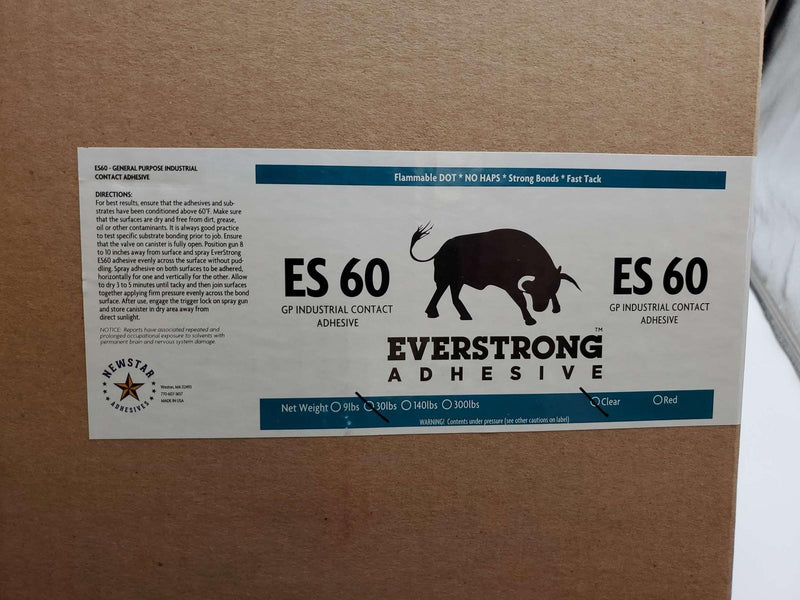 ES60 - GENERAL PURPOSE INDUSTRIAL
CONTACT ADHESIVE
DIRECTIONS:
For best results, ensure that the adhesives and sub-
strates have been conditioned above 60°F. Make sure
that the surfaces are dry and free from dirt, grease,
oil or other contaminants. It is always good practice
to test specific substrate bonding prior to job. Ensure
that the valve on canister is fully open. Position gun 8
to 10 inches away from surface and spray EverStrong
ES60 adhesive evenly across the surface without pud-
dling. Spray adhesive on both surfaces to be adhered,
horizontally for one and vertically for the other. Allow
to dry 3 to 5 minutes until tacky and then join surfaces
together applying firm pressure evenly across the bond
surface. After use, engage the trigger lock on spray gun
and store canister in dry area away from
direct sunlight.
NOTICE: Reports have associated repeated and
prolonged occupational exposure to solvents with
permanent brain and nervous system damage.
NEWSTAR
ADHESIVES
MADE IN USA
Flammable DOT * NO HAPS * Strong Bonds * Fast Tack
ES 60
GP INDUSTRIAL CONTACT
ADHESIVE
EVERSTRONG™
ADHESIVE
ES 60
GP INDUSTRIAL CONTACT
ADHESIVE
Net Weight 9lbs 30lbs 140lbs 300lbs Clear Red
WARNING! Contents under pressure (see other cautions on label)